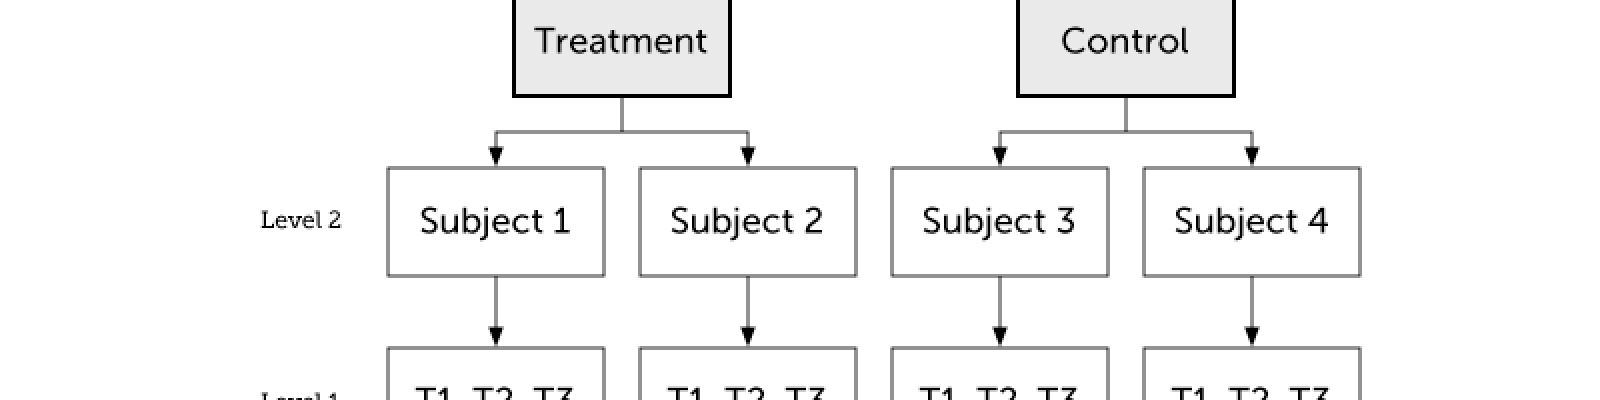 Treatment Control
Level 2 Subject 1 Subject 2 Subject 3 Subject 4
Level 1 T1, T2, T3 T1, T2, T3 T1, T2, T3 T1, T2, T3